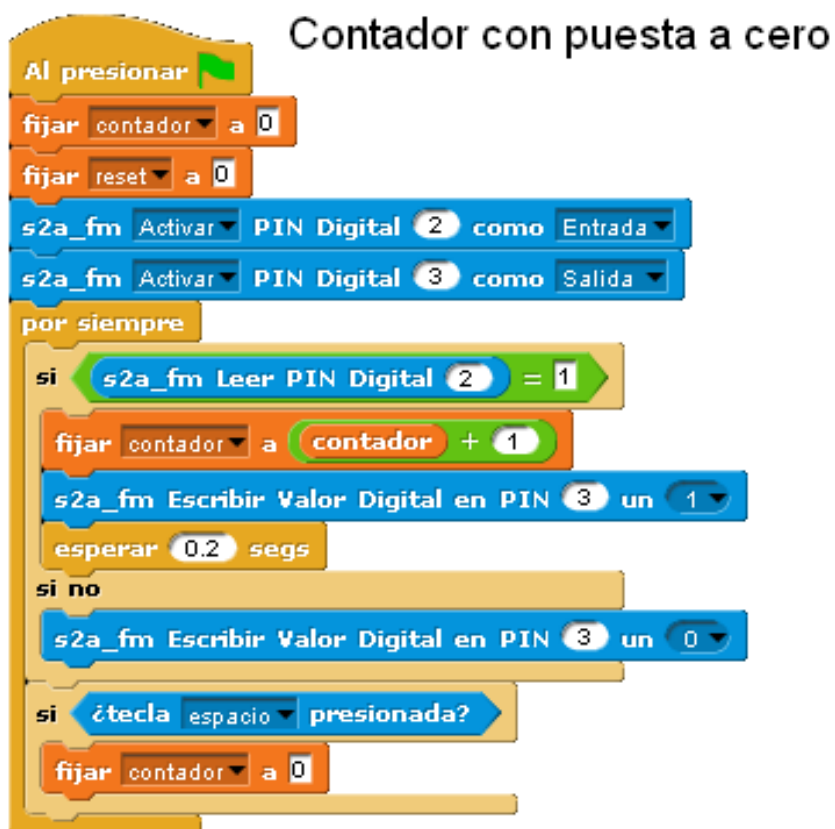 Contador con puesta a cero
Al presionar
fijar contador a 0
fijar reset a 0
s2a_fm Activar PIN Digital 2 como Entrada
s2a_fm Activar PIN Digital 3 como Salida
por siempre
si s2a_fm Leer PIN Digital 2 = 1
fijar contador a contador + 1
s2a_fm Escribir Valor Digital en PIN 3 un 1
esperar 0.2 segs
si no
s2a_fm Escribir Valor Digital en PIN 3 un 0
si ¿tecla espacio presionada?
fijar contador a 0